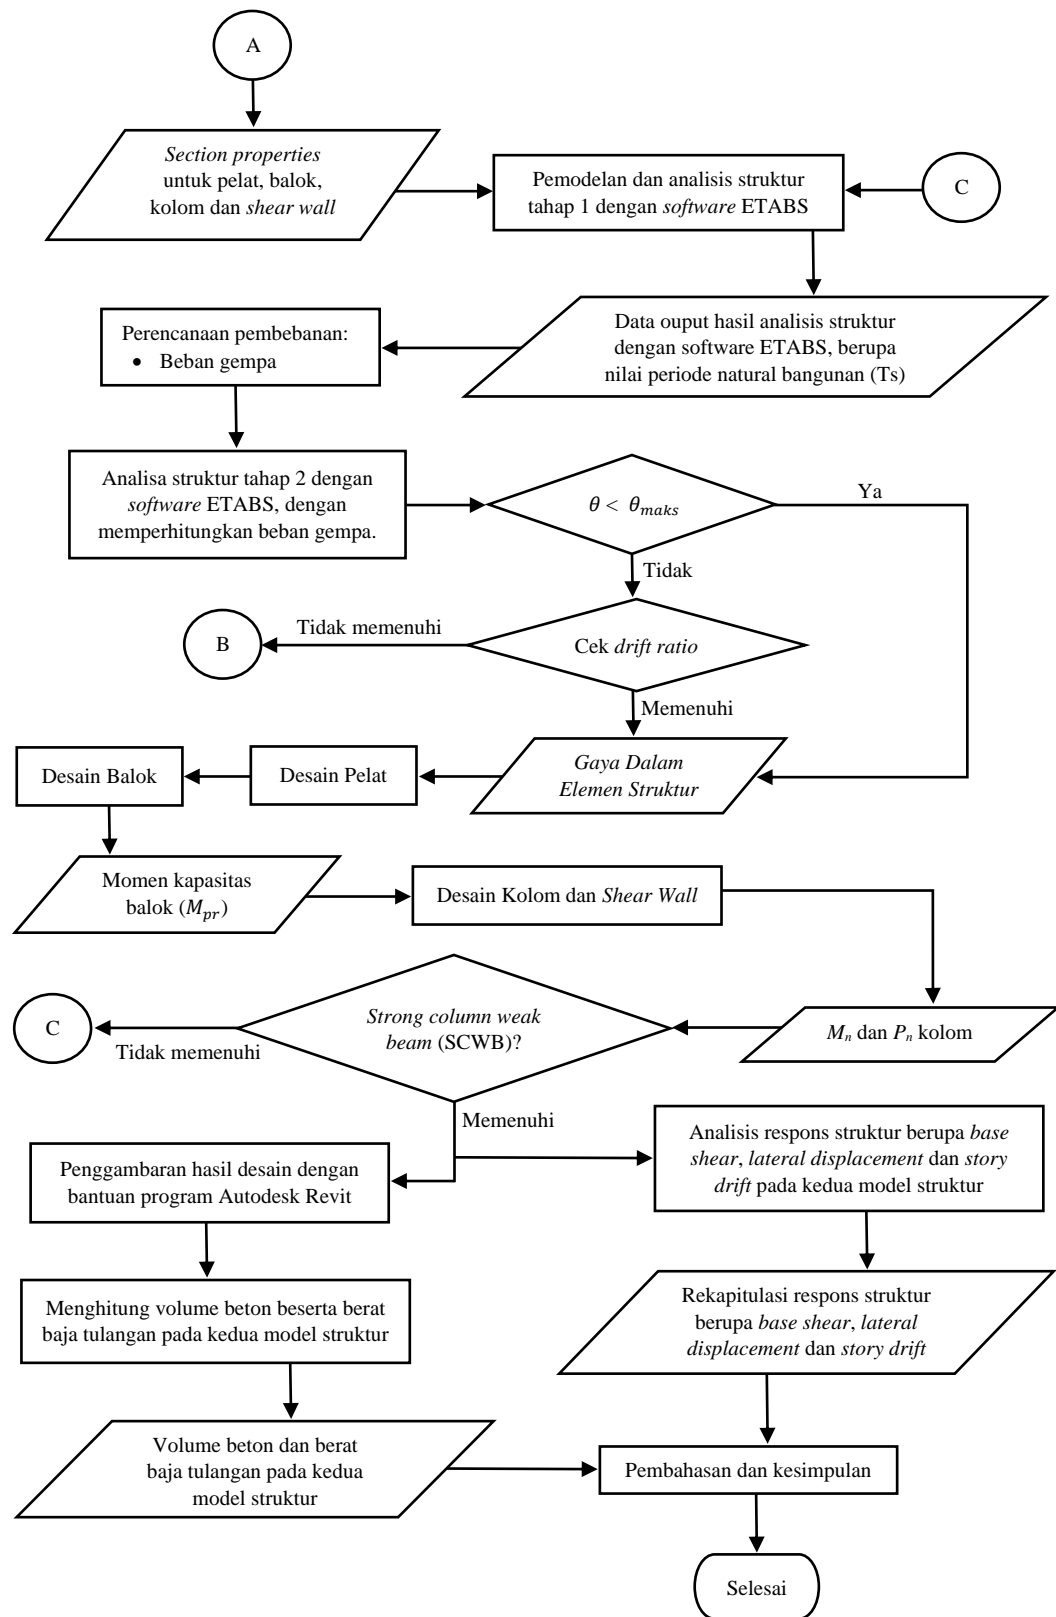 A
Section properties
untuk pelat, balok,
kolom dan shear wall
Pemodelan dan analisis struktur
tahap 1 dengan software ETABS
C
Data ouput hasil analisis struktur
dengan software ETABS, berupa
nilai periode natural bangunan (Ts)
Perencanaan pembebanan:
• Beban gempa
Analisa struktur tahap 2 dengan
software ETABS, dengan
memperhitungkan beban gempa.
θ < θmaks
Ya
Tidak
Cek drift ratio
Tidak memenuhi
B
Memenuhi
Gaya Dalam
Elemen Struktur
Desain Pelat
Desain Balok
Momen kapasitas
balok (Mpr)
Desain Kolom dan Shear Wall
Mn dan Pn kolom
Strong column weak
beam (SCWB)?
Tidak memenuhi
C
Memenuhi
Penggambaran hasil desain dengan
bantuan program Autodesk Revit
Analisis respons struktur berupa base
shear, lateral displacement dan story
drift pada kedua model struktur
Menghitung volume beton beserta berat
baja tulangan pada kedua model struktur
Rekapitulasi respons struktur
berupa base shear, lateral
displacement dan story drift
Volume beton dan berat
baja tulangan pada kedua
model struktur
Pembahasan dan kesimpulan
Selesai